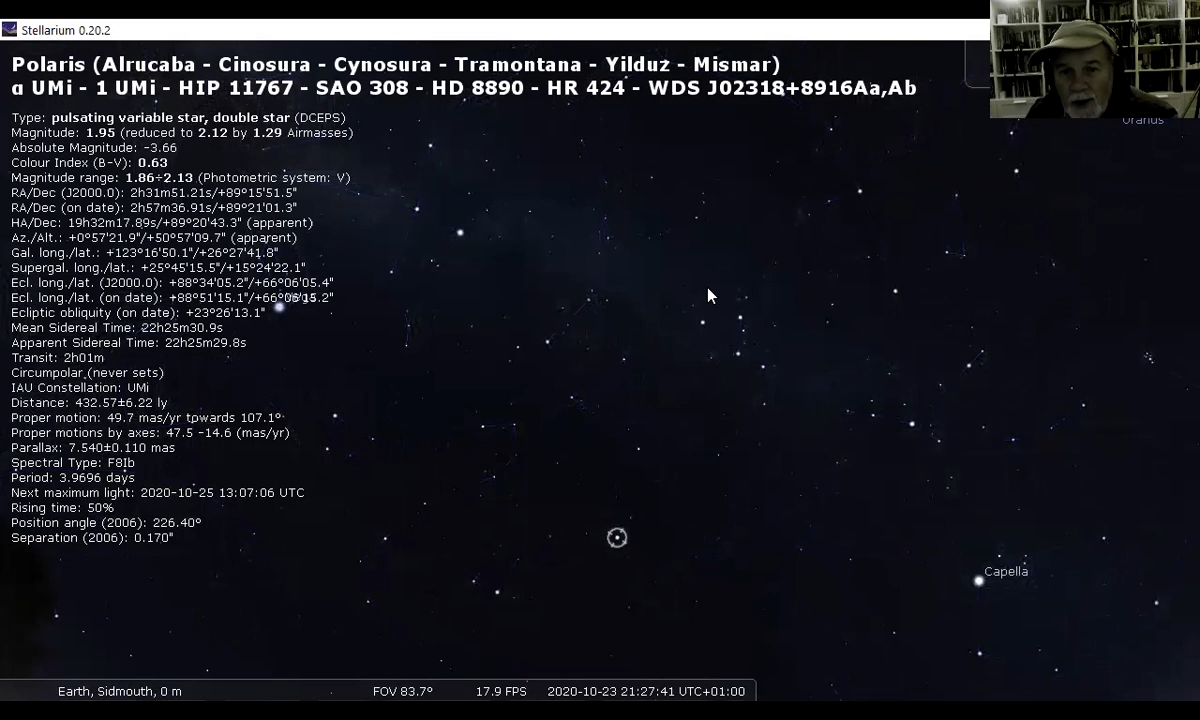 Stellarium 0.20.2
Polaris (Alrucaba - Cinosura - Cynosura - Tramontana - Yilduz - Mismar)
α UMi - 1 UMi - HIP 11767 - SAO 308 - HD 8890 - HR 424 - WDS J02318+8916Aa,Ab
Type: pulsating variable star, double star (DCEPS)
Magnitude: 1.95 (reduced to 2.12 by 1.29 Airmasses)
Absolute Magnitude: -3.66
Colour Index (B-V): 0.63
Magnitude range: 1.86÷2.13 (Photometric system: V)
RA/Dec (J2000.0): 2h31m51.21s/+89°15'51.5"
RA/Dec (on date): 2h57m36.91s/+89°21'01.3"
HA/Dec: 19h32m17.89s/+89°20'43.3" (apparent)
Az./Alt.: +0°57'21.9"/+50°57'09.7" (apparent)
Gal. long./lat.: +123°16'50.1"/+26°27'41.8"
Supergal. long./lat.: +25°45'15.5"/+15°24'22.1"
Ecl. long./lat. (J2000.0): +88°34'05.2"/+66°06'05.4"
Ecl. long./lat. (on date): +88°51'15.1"/+66°06'15.2"
Ecliptic obliquity (on date): +23°26'13.1"
Mean Sidereal Time: 22h25m30.9s
Apparent Sidereal Time: 22h25m29.8s
Transit: 2h01m
Circumpolar (never sets)
IAU Constellation: UMi
Distance: 432.57±6.22 ly
Proper motion: 49.7 mas/yr towards 107.1°
Proper motions by axes: 47.5 -14.6 (mas/yr)
Parallax: 7.540±0.110 mas
Spectral Type: F8Ib
Period: 3.9696 days
Next maximum light: 2020-10-25 13:07:06 UTC
Rising time: 50%
Position angle (2006): 226.40°
Separation (2006): 0.170"
Uranus
Capella
Earth, Sidmouth, 0 m FOV 83.7° 17.9 FPS 2020-10-23 21:27:41 UTC+01:00